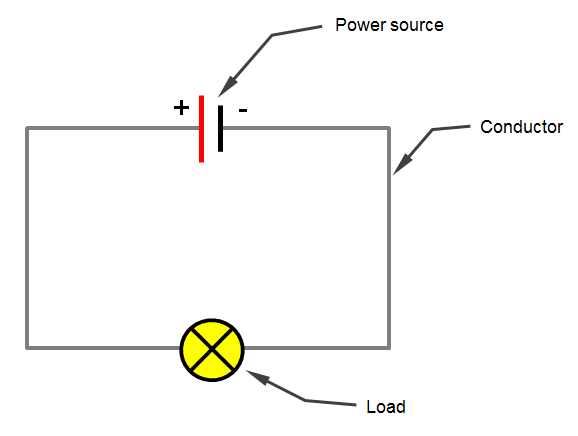 Power source
+ -
Conductor
Load